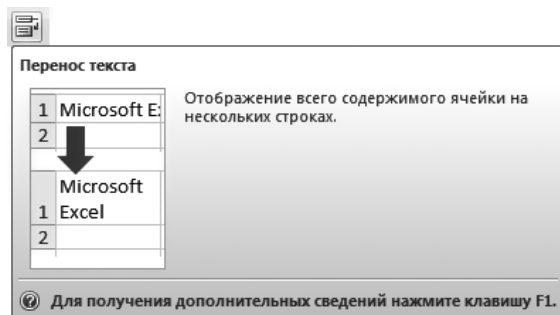 Перенос текста
1 Microsoft E
2
Microsoft
1 Excel
2
Отображение всего содержимого ячейки на
нескольких строках.
Для получения дополнительных сведений нажмите клавишу F1.